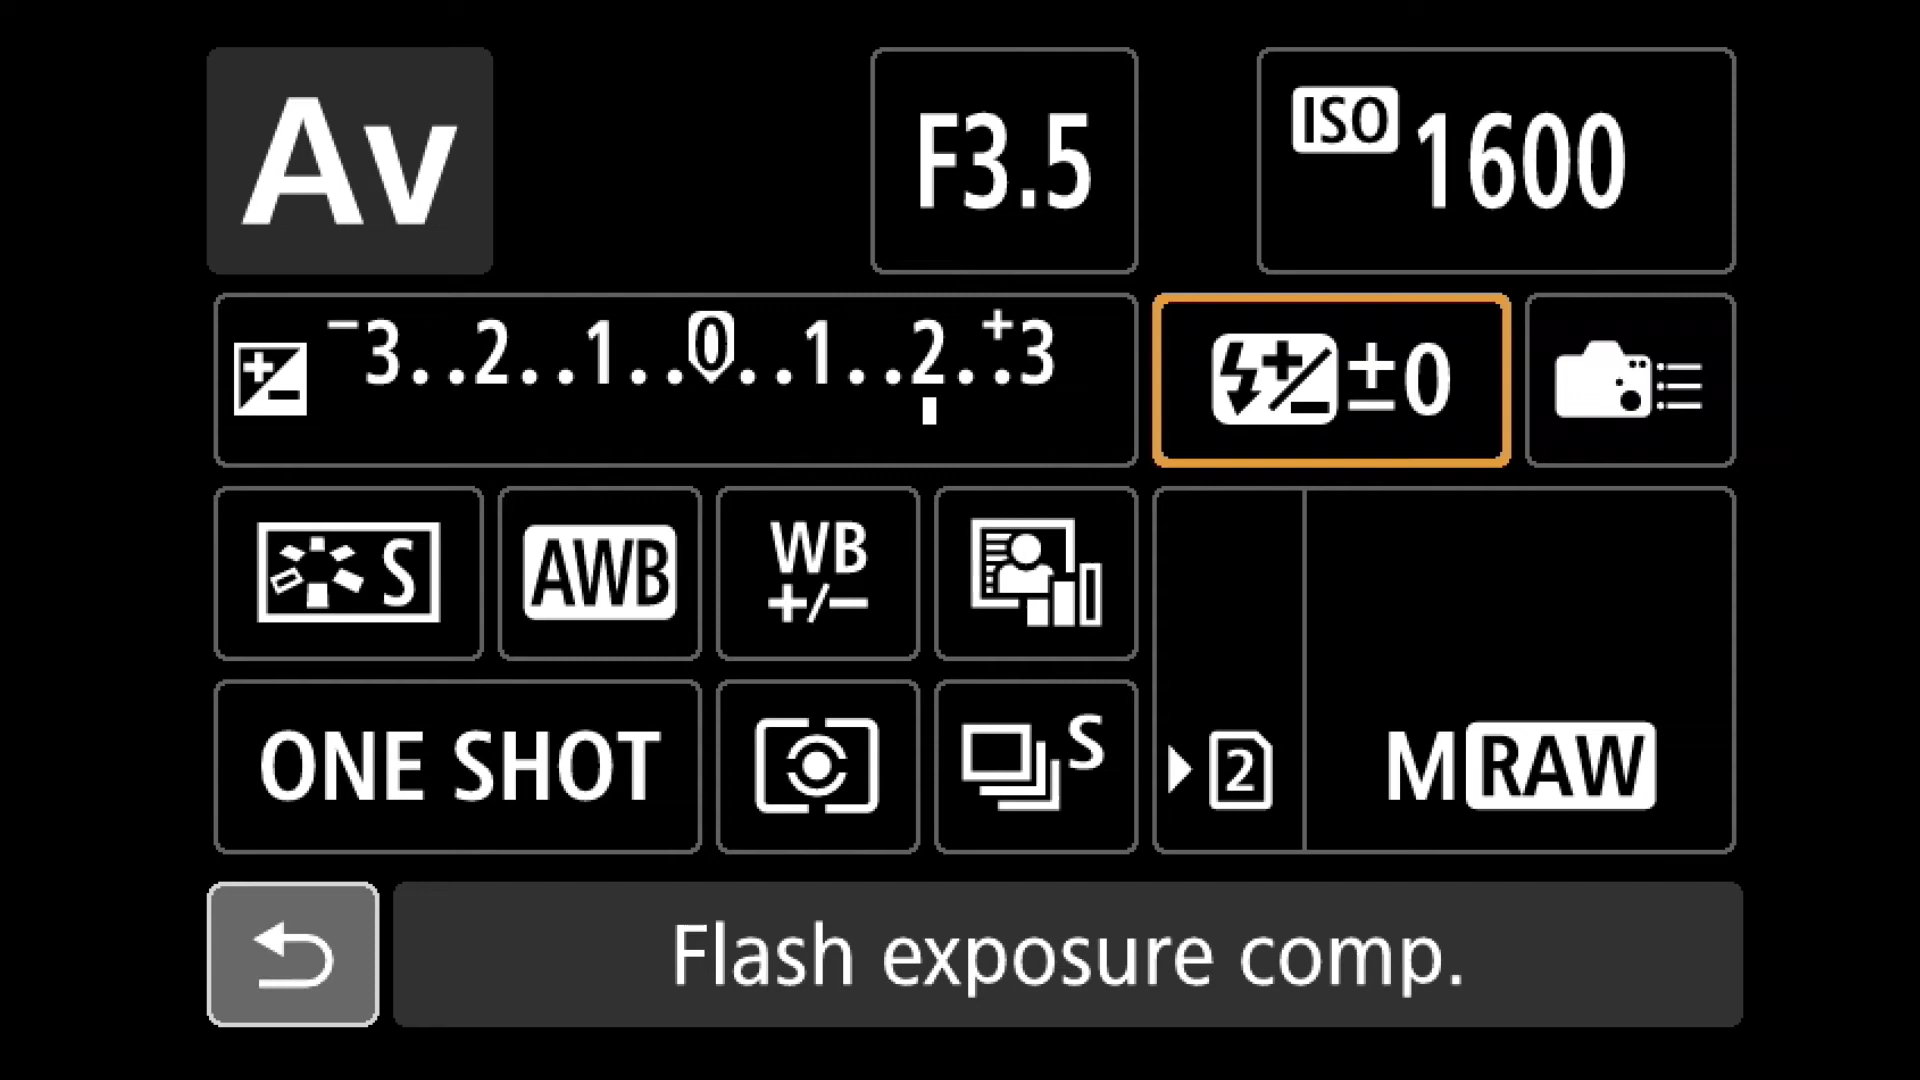 Av F3.5 ISO 1600
-3..2..1..0..1..2..+3 ±0
S AWB WB +/-
ONE SHOT S 2 M RAW
Flash exposure comp.